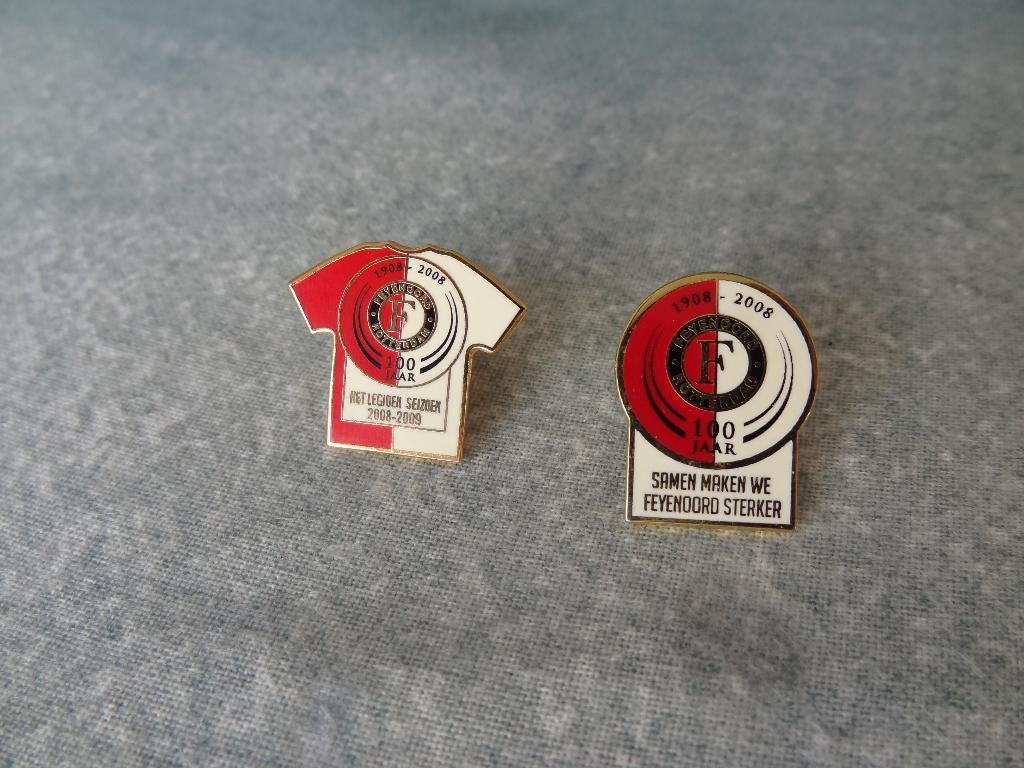 1908 - 2008
FEYENOORD
F
ROTTERDAM
100
JAAR
HET LEGIOEN SEIZOEN
2008-2009
1908 - 2008
FEYENOORD
F
ROTTERDAM
100
JAAR
SAMEN MAKEN WE
FEYENOORD STERKER